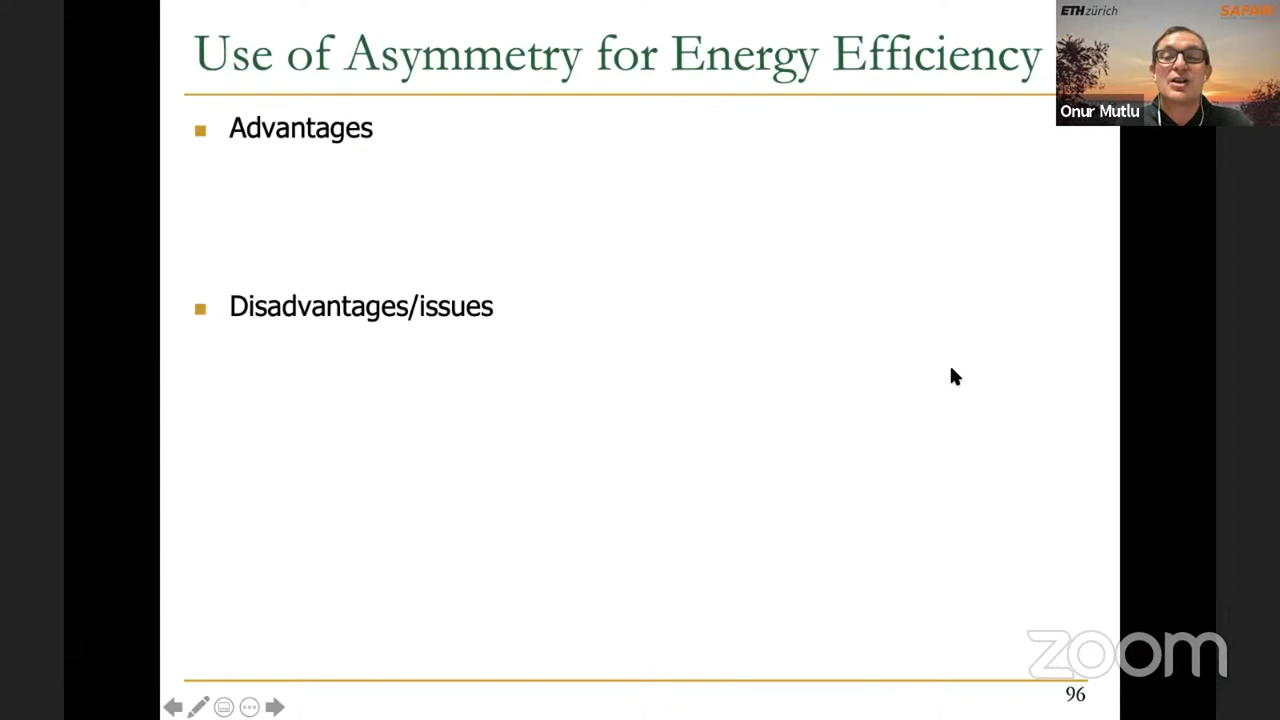 Use of Asymmetry for Energy Efficiency
Advantages
Disadvantages/issues
ETH zürich
SAFARI
Onur Mutlu
zoom
96